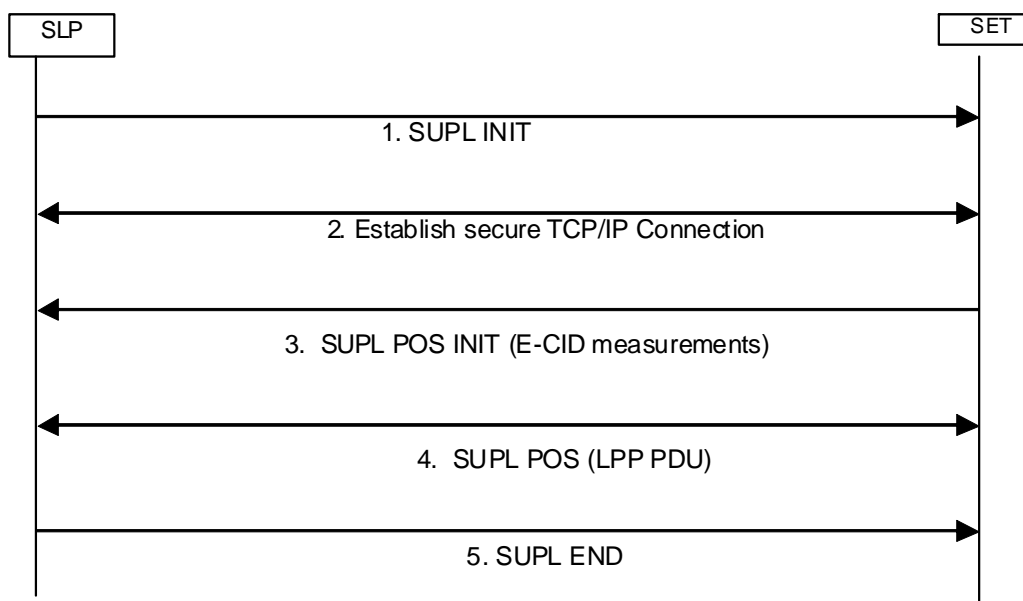 SLP
SET
1. SUPL INIT
2. Establish secure TCP/IP Connection
3. SUPL POS INIT (E-CID measurements)
4. SUPL POS (LPP PDU)
5. SUPL END